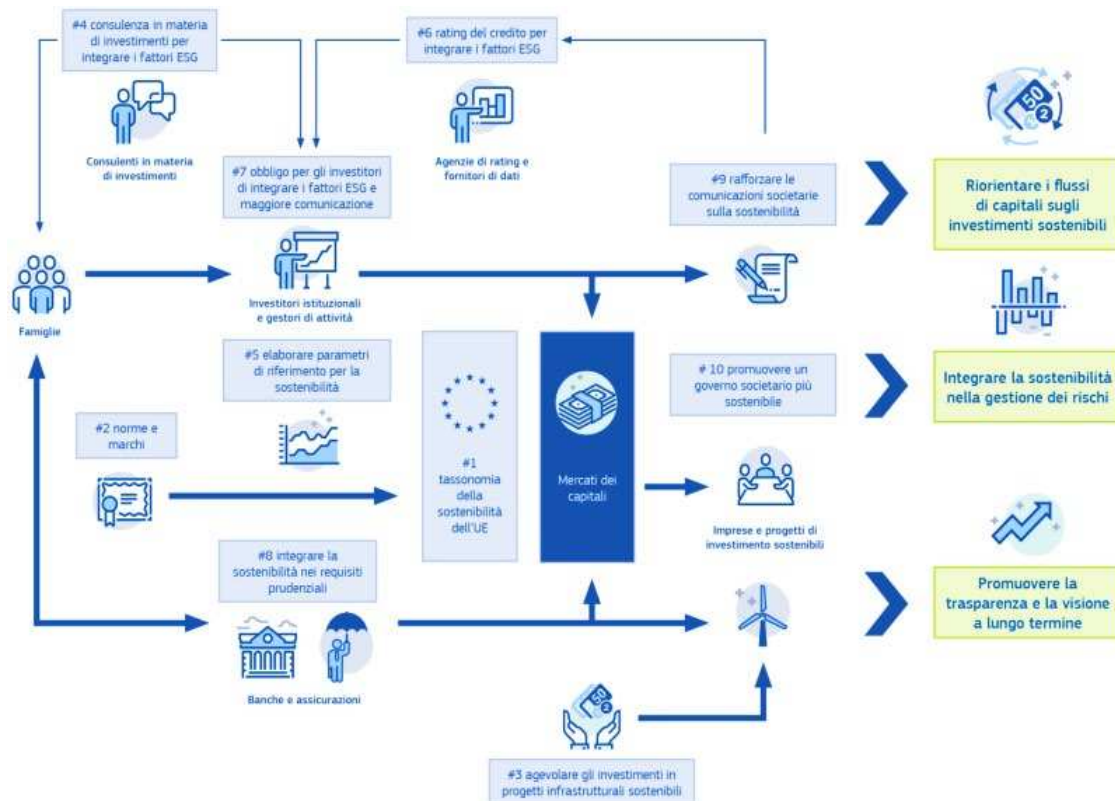 #4 consulenza in materia
di investimenti per
integrare i fattori ESG
#6 rating del credito per
integrare i fattori ESG
Consulenti in materia
di investimenti
Agenzie di rating e
fornitori di dati
#7 obbligo per gli investitori
di integrare i fattori ESG e
maggiore comunicazione
#9 rafforzare le
comunicazioni societarie
sulla sostenibilità
Riorientare i flussi
di capitali sugli
investimenti sostenibili
Famiglie
Investitori istituzionali
e gestori di attività
#5 elaborare parametri
di riferimento per la
sostenibilità
# 10 promuovere un
governo societario più
sostenibile
Integrare la sostenibilità
nella gestione dei rischi
#2 norme e
marchi
#1
tassonomia
della
sostenibilità
dell'UE
Mercati dei
capitali
Imprese e progetti di
investimento sostenibili
#8 integrare la
sostenibilità nei requisiti
prudenziali
Promuovere la
trasparenza e la visione
a lungo termine
Banche e assicurazioni
#3 agevolare gli investimenti in
progetti infrastrutturali sostenibili
50
2
50
2